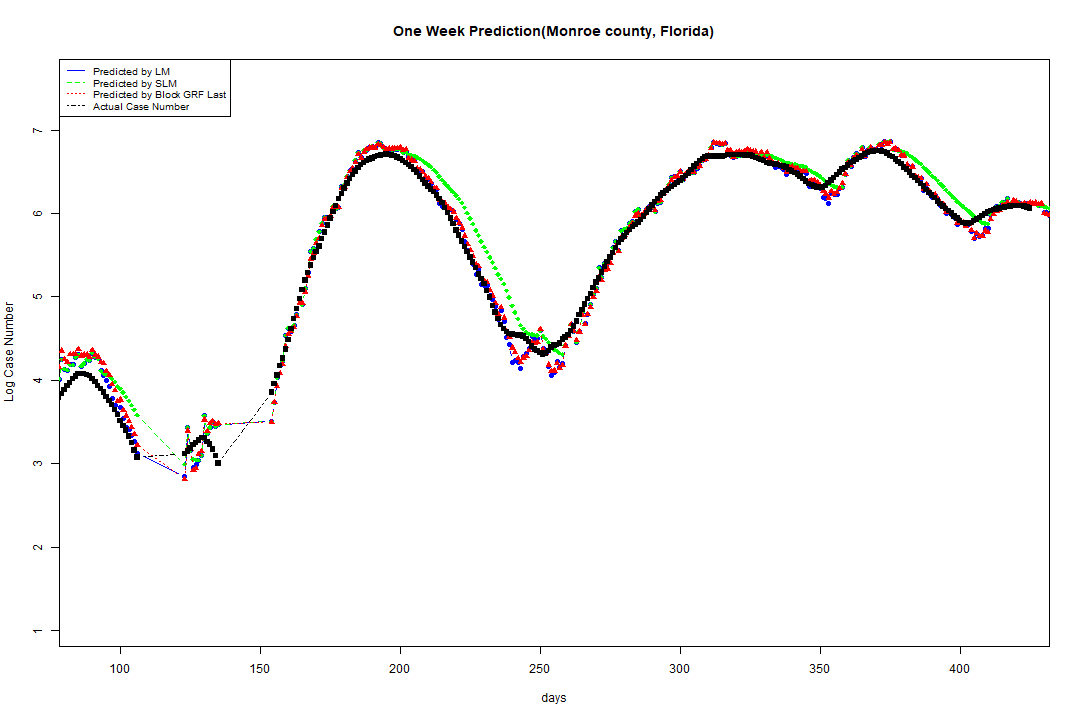 One Week Prediction(Monroe county, Florida)
Predicted by LM
Predicted by SLM
Predicted by Block GRF Last
Actual Case Number
7
6
5
4
3
2
1
Log Case Number
100 150 200 250 300 350 400
days